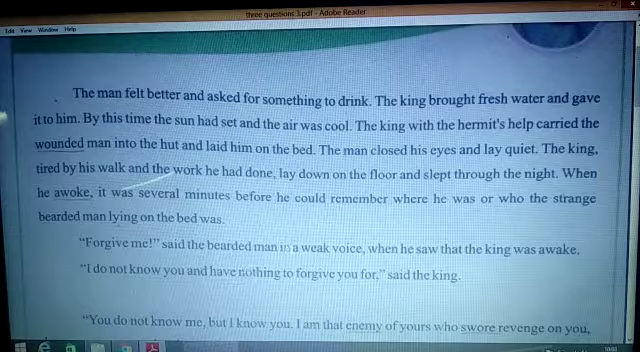 three questions 3.pdf - Adobe Reader
Edit View Window Help
The man felt better and asked for something to drink. The king brought fresh water and gave
it to him. By this time the sun had set and the air was cool. The king with the hermit's help carried the
wounded man into the hut and laid him on the bed. The man closed his eyes and lay quiet. The king,
tired by his walk and the work he had done, lay down on the floor and slept through the night. When
he awoke, it was several minutes before he could remember where he was or who the strange
bearded man lying on the bed was.
“Forgive me!” said the bearded man in a weak voice, when he saw that the king was awake.
“I do not know you and have nothing to forgive you for,” said the king.
“You do not know me, but I know you. I am that enemy of yours who swore revenge on you,